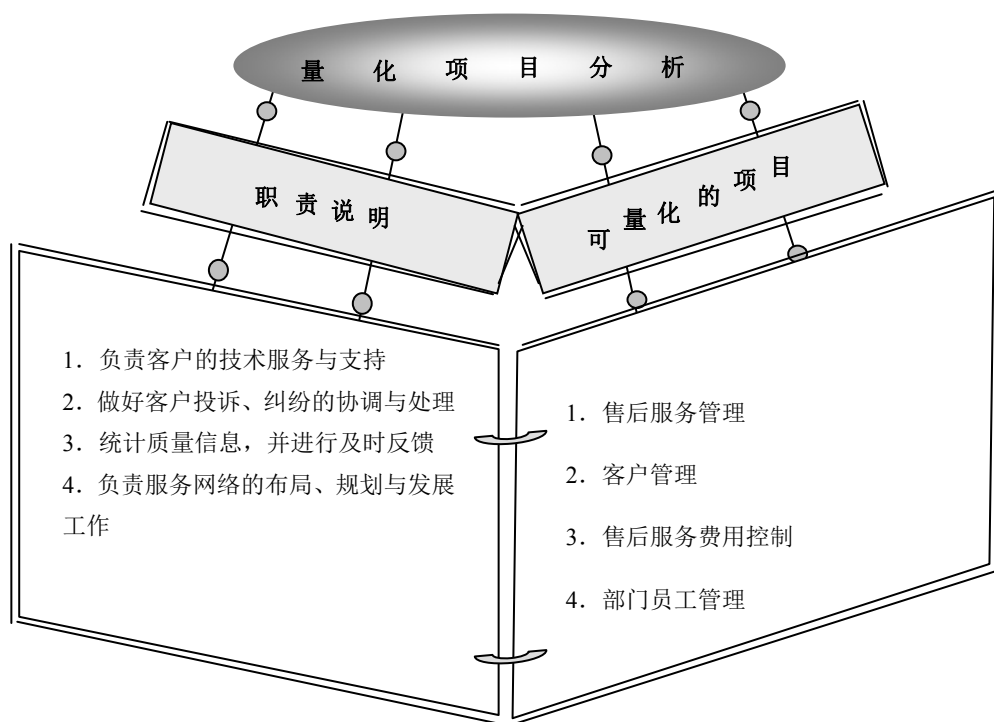 量化项目分析
职责说明
可量化的项目
1．负责客户的技术服务与支持
2．做好客户投诉、纠纷的协调与处理
3．统计质量信息，并进行及时反馈
4．负责服务网络的布局、规划与发展
工作
1．售后服务管理
2．客户管理
3．售后服务费用控制
4．部门员工管理